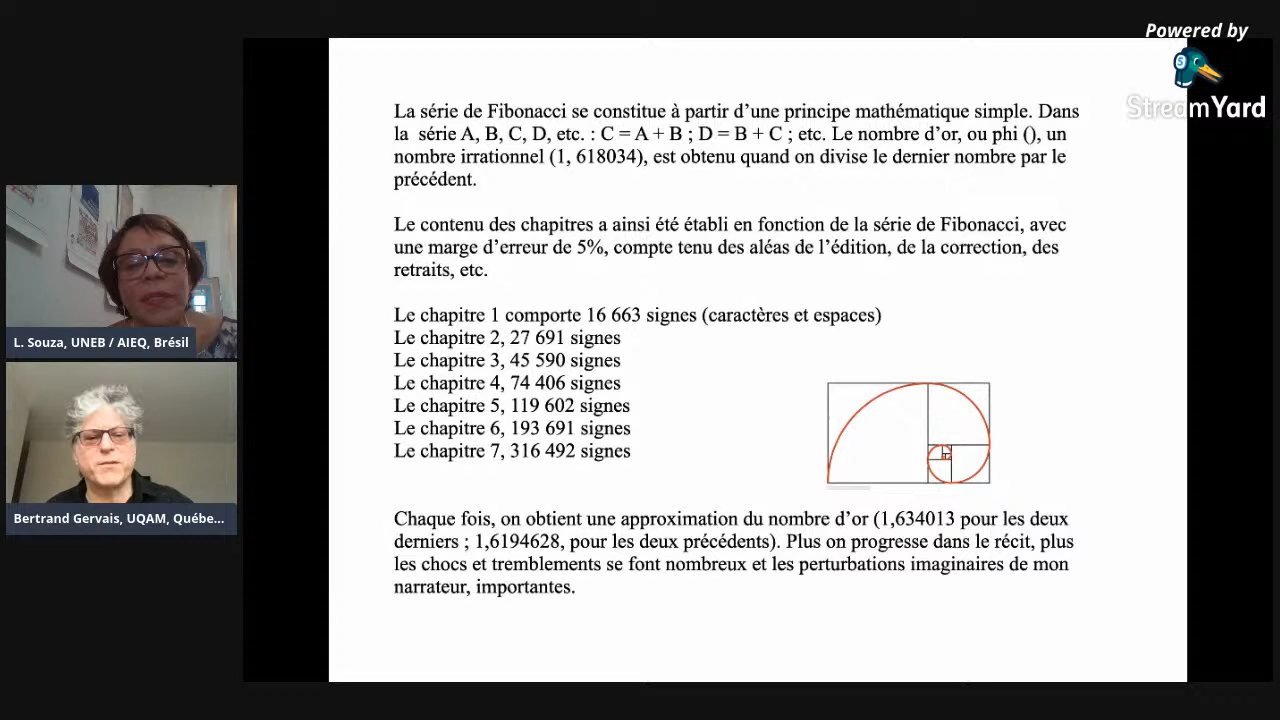 Powered by
StreamYard
La série de Fibonacci se constitue à partir d’une principe mathématique simple. Dans
la série A, B, C, D, etc. : C = A + B ; D = B + C ; etc. Le nombre d’or, ou phi (), un
nombre irrationnel (1, 618034), est obtenu quand on divise le dernier nombre par le
précédent.
Le contenu des chapitres a ainsi été établi en fonction de la série de Fibonacci, avec
une marge d’erreur de 5%, compte tenu des aléas de l’édition, de la correction, des
retraits, etc.
Le chapitre 1 comporte 16 663 signes (caractères et espaces)
Le chapitre 2, 27 691 signes
Le chapitre 3, 45 590 signes
Le chapitre 4, 74 406 signes
Le chapitre 5, 119 602 signes
Le chapitre 6, 193 691 signes
Le chapitre 7, 316 492 signes
Chaque fois, on obtient une approximation du nombre d’or (1,634013 pour les deux
derniers ; 1,6194628, pour les deux précédents). Plus on progresse dans le récit, plus
les chocs et tremblements se font nombreux et les perturbations imaginaires de mon
narrateur, importantes.
L. Souza, UNEB / AIEQ, Brésil
Bertrand Gervais, UQAM, Québe...